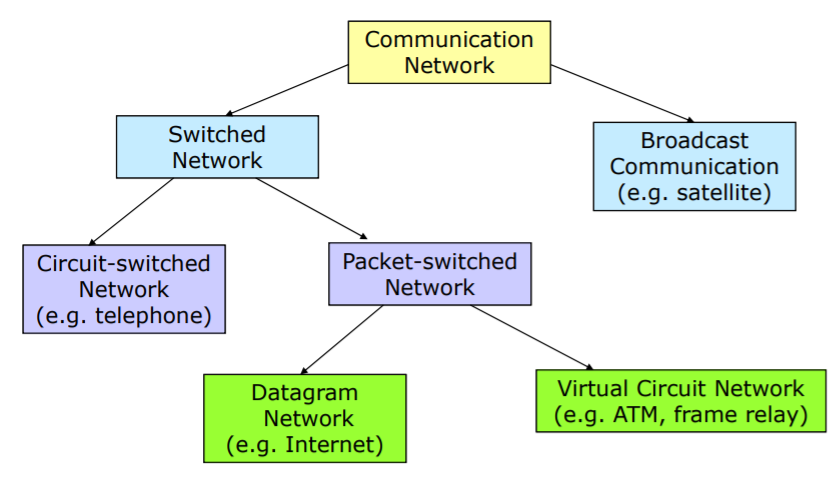 Communication
Network
Switched
Network
Broadcast
Communication
(e.g. satellite)
Circuit-switched
Network
(e.g. telephone)
Packet-switched
Network
Datagram
Network
(e.g. Internet)
Virtual Circuit Network
(e.g. ATM, frame relay)